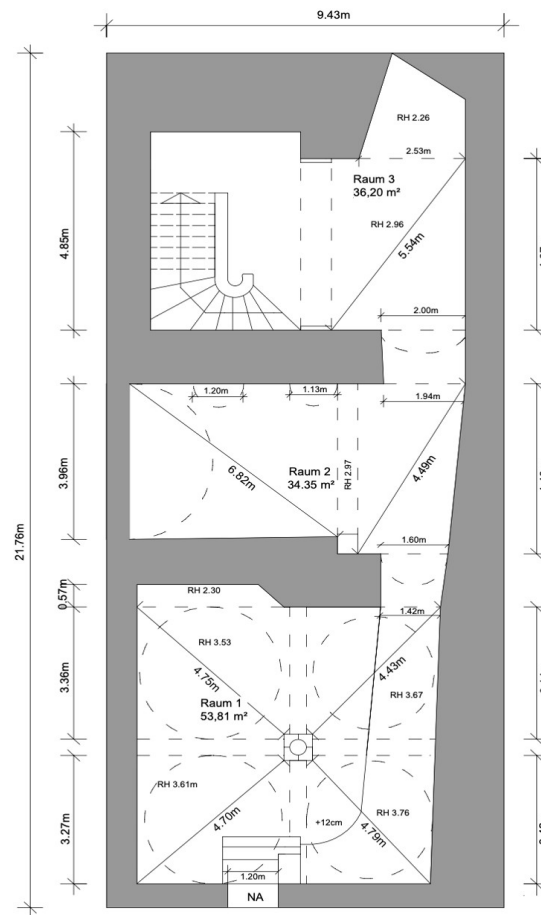 9.43m
RH 2.26
2.53m
Raum 3
36,20 m²
RH 2.96
5.54m
4.85m
2.00m
1.20m
1.13m
1.94m
3.96m
6.82m
Raum 2
34.35 m²
RH 2.97
4.49m
21.76m
1.60m
0,57m
RH 2.30
1.42m
RH 3.53
4.75m
4.43m
3.36m
Raum 1
53,81 m²
RH 3.67
RH 3.61m
3.27m
4.70m
+12cm
RH 3.76
4.79m
1.20m
NA